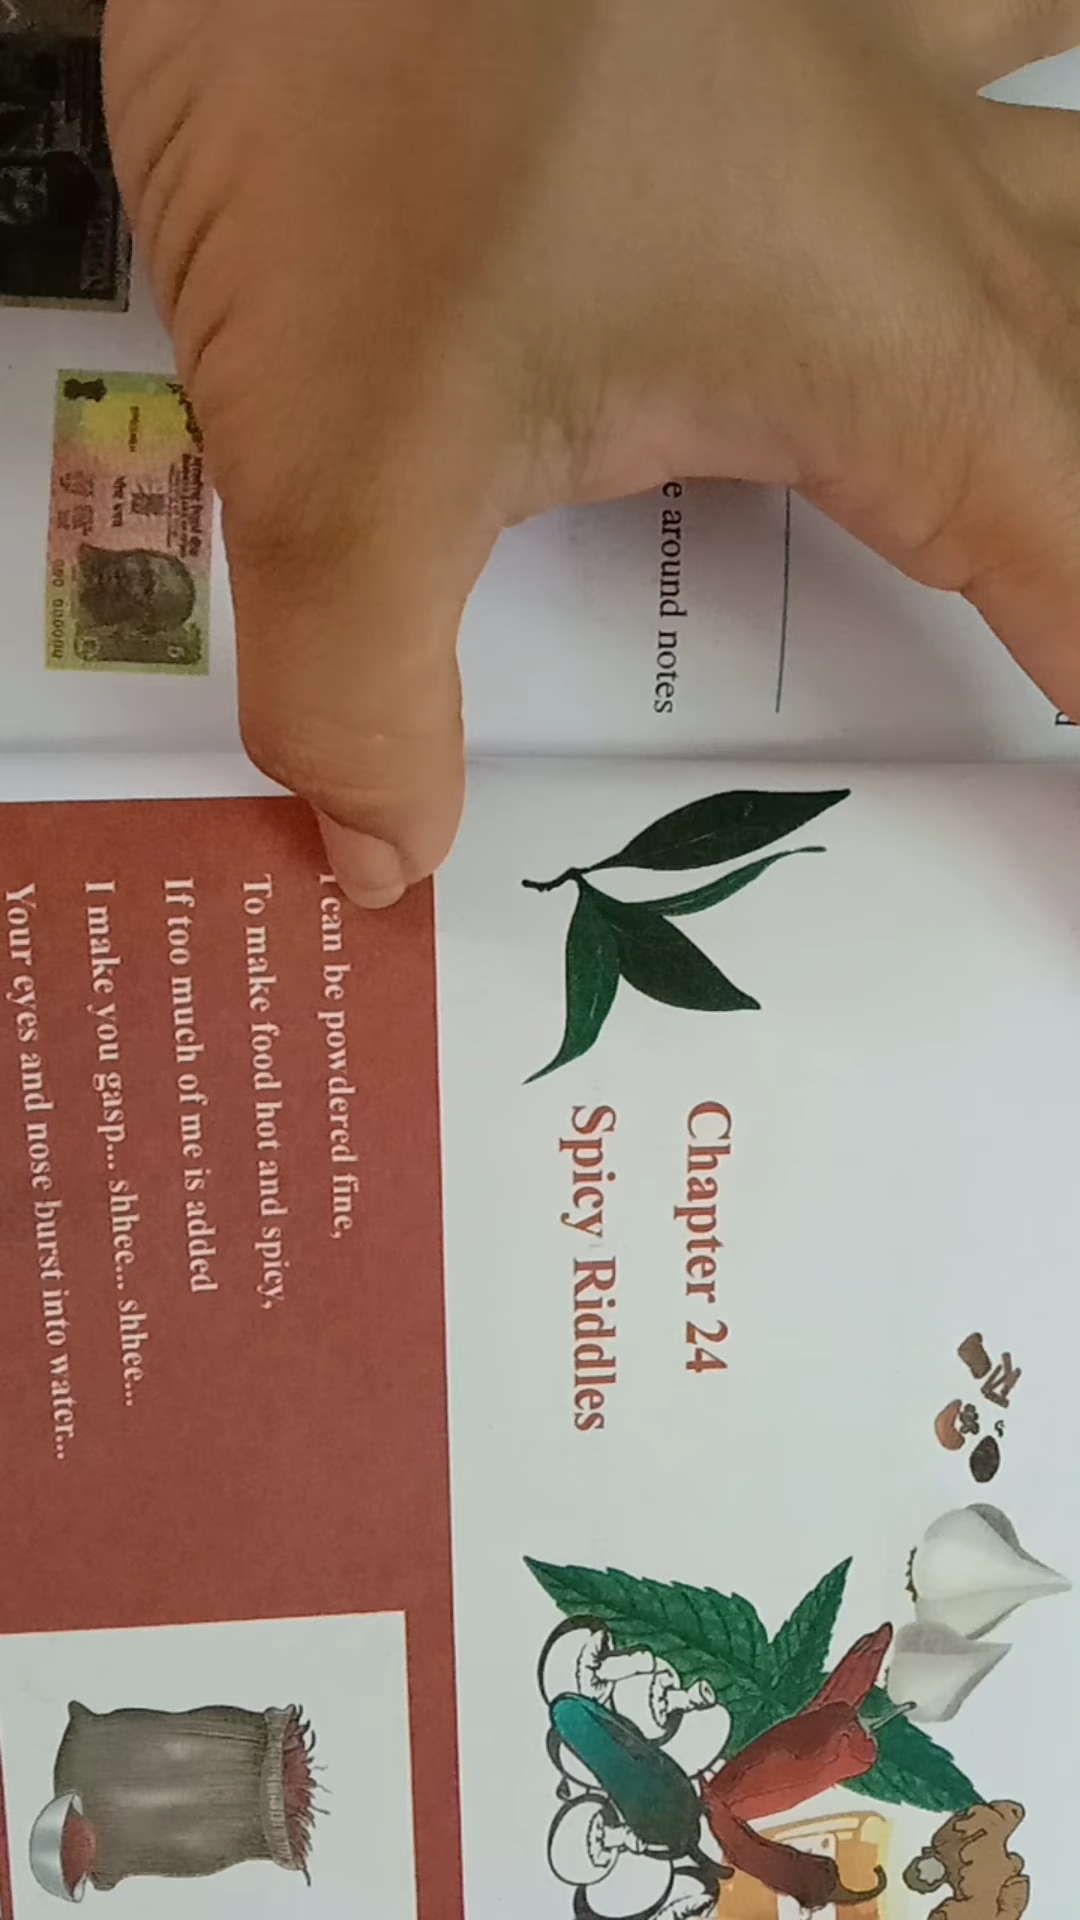 e around notes
Chapter 24
Spicy Riddles
I can be powdered fine,
To make food hot and spicy,
If too much of me is added
I make you gasp... shhee... shhee...
Your eyes and nose burst into water...